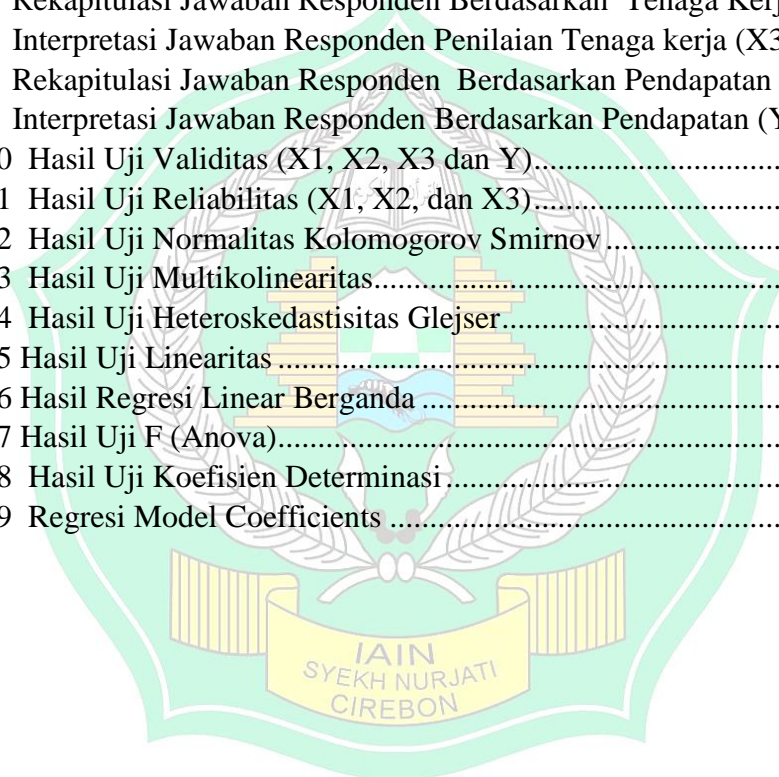 Rekapitulasi Jawaban Responden Berdasarkan Tenaga Kerj
Interpretasi Jawaban Responden Penilaian Tenaga kerja (X3
Rekapitulasi Jawaban Responden Berdasarkan Pendapatan
Interpretasi Jawaban Responden Berdasarkan Pendapatan (Y
0 Hasil Uji Validitas (X1, X2, X3 dan Y)..............................
1 Hasil Uji Reliabilitas (X1, X2, dan X3)..............................
2 Hasil Uji Normalitas Kolomogorov Smirnov......................
3 Hasil Uji Multikolinearitas..................................................
4 Hasil Uji Heteroskedastisitas Glejser..................................
5 Hasil Uji Linearitas..............................................................
6 Hasil Regresi Linear Berganda............................................
7 Hasil Uji F (Anova).............................................................
8 Hasil Uji Koefisien Determinasi.........................................
9 Regresi Model Coefficients ................................................
IAIN
SYEKH NURJATI
CIREBON